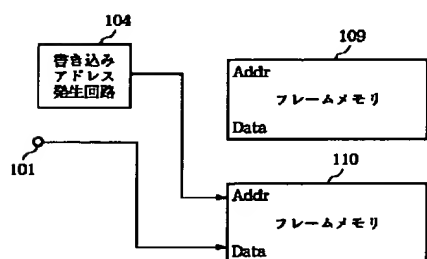 104
書き込み
アドレス
発生回路
101
109
Addr
フレームメモリ
Data
110
Addr
フレームメモリ
Data